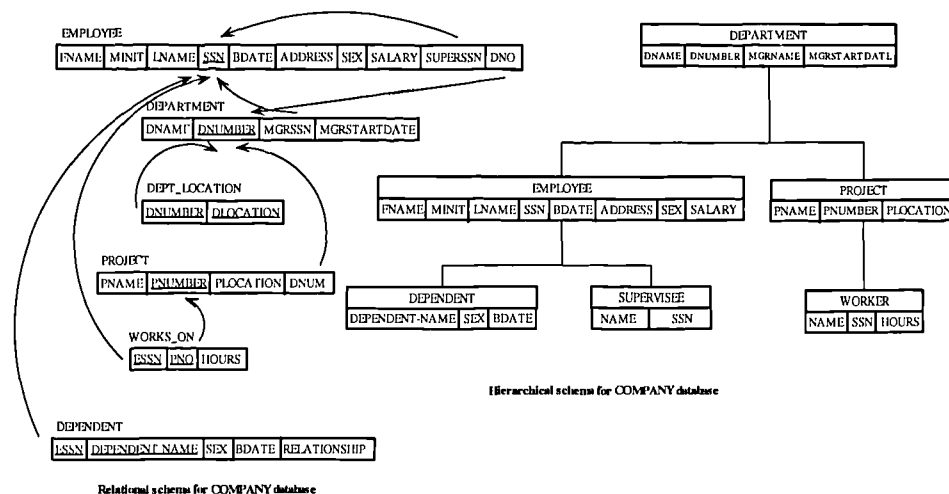 EMPLOYEE
FNAME MINIT LNAME SSN BDATE ADDRESS SEX SALARY SUPERSSN DNO
DEPARTMENT
DNAME DNUMBER MGRSSN MGRSTARTDATE
DEPT_LOCATION
DNUMBER DLOCATION
PROJECT
PNAME PNUMBER PLOCATION DNUM
WORKS_ON
ESSN PNO HOURS
DEPENDENT
ESSN DEPENDENT_NAME SEX BDATE RELATIONSHIP
Relational schema for COMPANY database
DEPARTMENT
DNAME DNUMBER MGRNAME MGRSTARTDATE
EMPLOYEE
FNAME MINIT LNAME SSN BDATE ADDRESS SEX SALARY
PROJECT
PNAME PNUMBER PLOCATION
DEPENDENT
DEPENDENT-NAME SEX BDATE
SUPERVISEE
NAME SSN
WORKER
NAME SSN HOURS
Hierarchical schema for COMPANY database